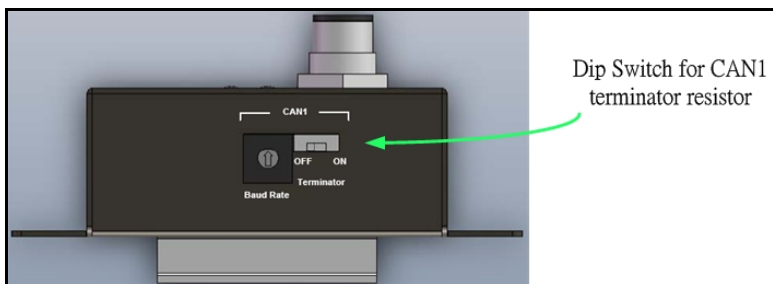 Dip Switch for CAN1
terminator resistor
CAN1
OFF ON
Terminator
Baud Rate